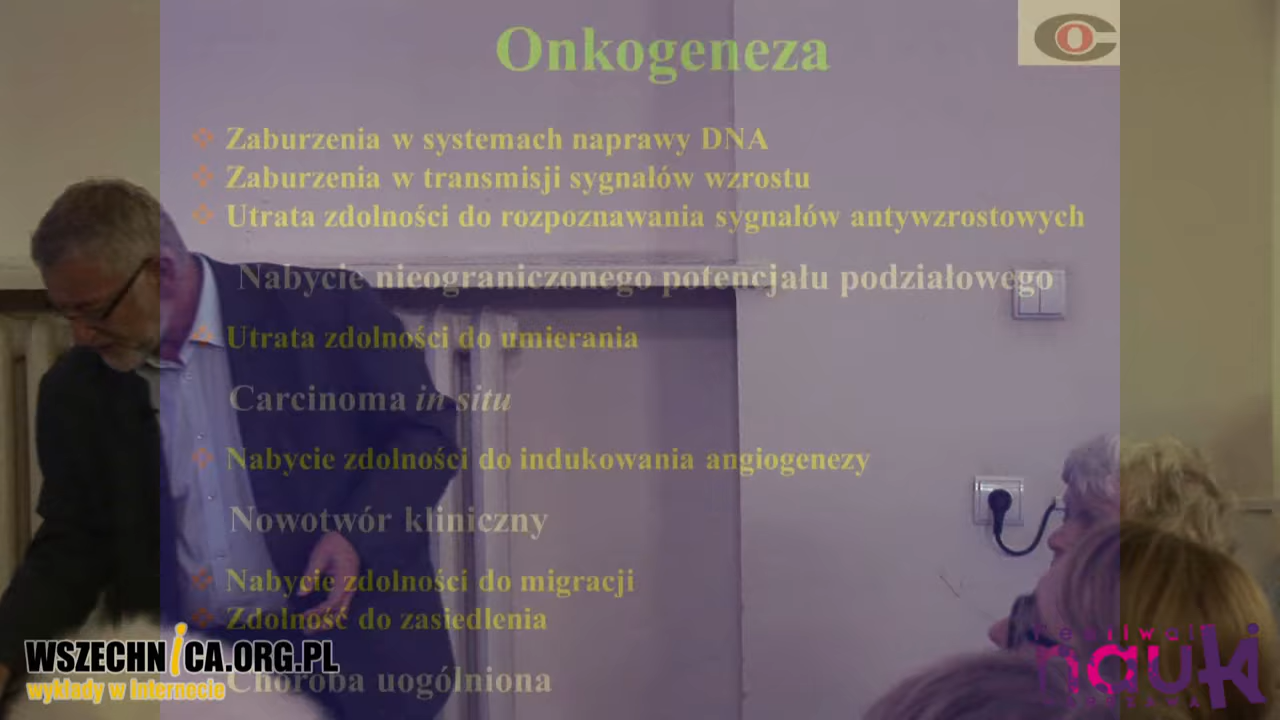 Onkogeneza
Zaburzenia w systemach naprawy DNA
Zaburzenia w transmisji sygnałów wzrostu
Utrata zdolności do rozpoznawania sygnałów antywzrostowych
Nabycie nieograniczonego potencjału podziałowego
Utrata zdolności do umierania
Carcinoma in situ
Nabycie zdolności do indukowania angiogenezy
Nowotwór kliniczny
Nabycie zdolności do migracji
Zdolność do zasiedlenia
Choroba uogólniona
WSZECHNICA.ORG.PL
wykłady w Internecie
festiwal
nauki